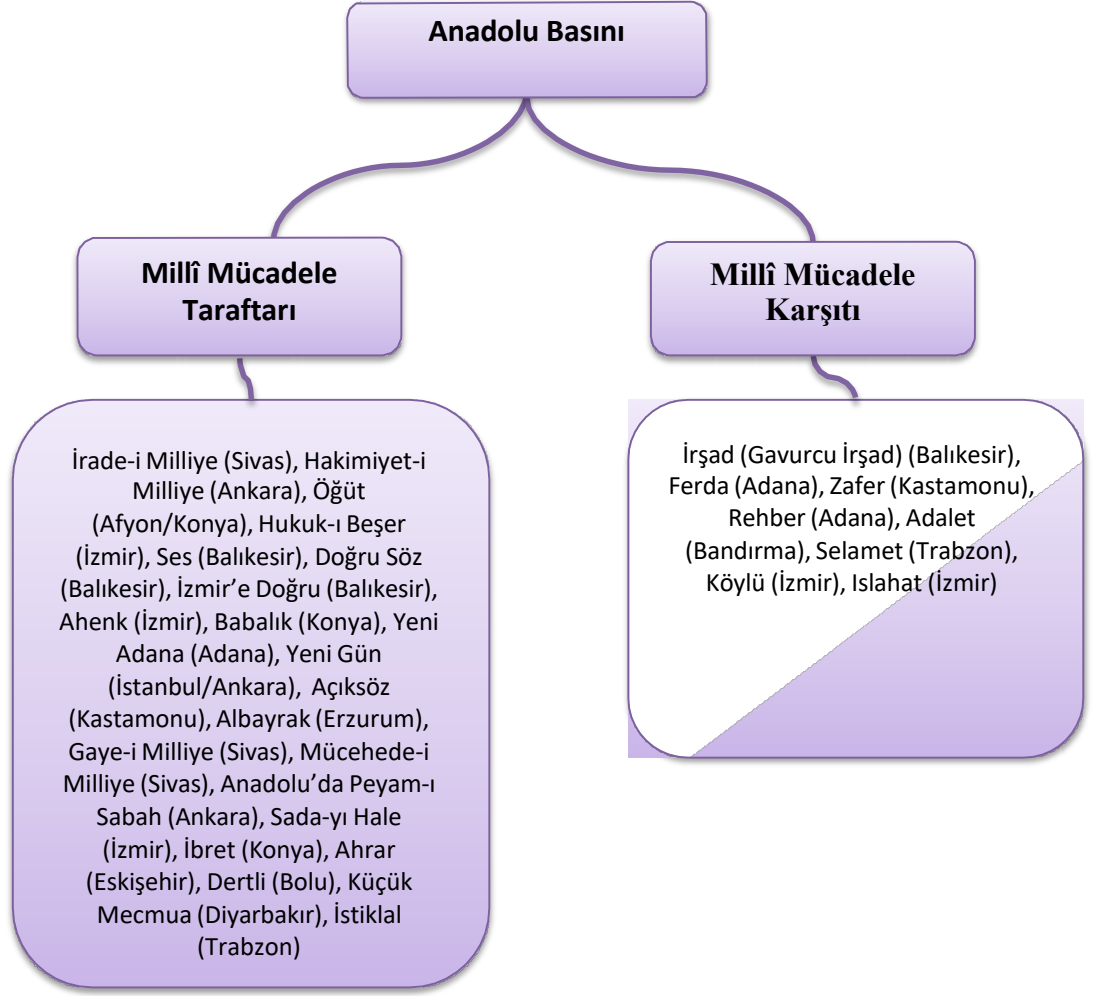 Anadolu Basını
Millî Mücadele
Taraftarı
İrade-i Milliye (Sivas), Hakimiyet-i
Milliye (Ankara), Öğüt
(Afyon/Konya), Hukuk-ı Beşer
(İzmir), Ses (Balıkesir), Doğru Söz
(Balıkesir), İzmir’e Doğru (Balıkesir),
Ahenk (İzmir), Babalık (Konya), Yeni
Adana (Adana), Yeni Gün
(İstanbul/Ankara), Açıksöz
(Kastamonu), Albayrak (Erzurum),
Gaye-i Milliye (Sivas), Mücehede-i
Milliye (Sivas), Anadolu’da Peyam-ı
Sabah (Ankara), Sada-yı Hale
(İzmir), İbret (Konya), Ahrar
(Eskişehir), Dertli (Bolu), Küçük
Mecmua (Diyarbakır), İstiklal
(Trabzon)
Millî Mücadele
Karşıtı
İrşad (Gavurcu İrşad) (Balıkesir),
Ferda (Adana), Zafer (Kastamonu),
Rehber (Adana), Adalet
(Bandırma), Selamet (Trabzon),
Köylü (İzmir), Islahat (İzmir)